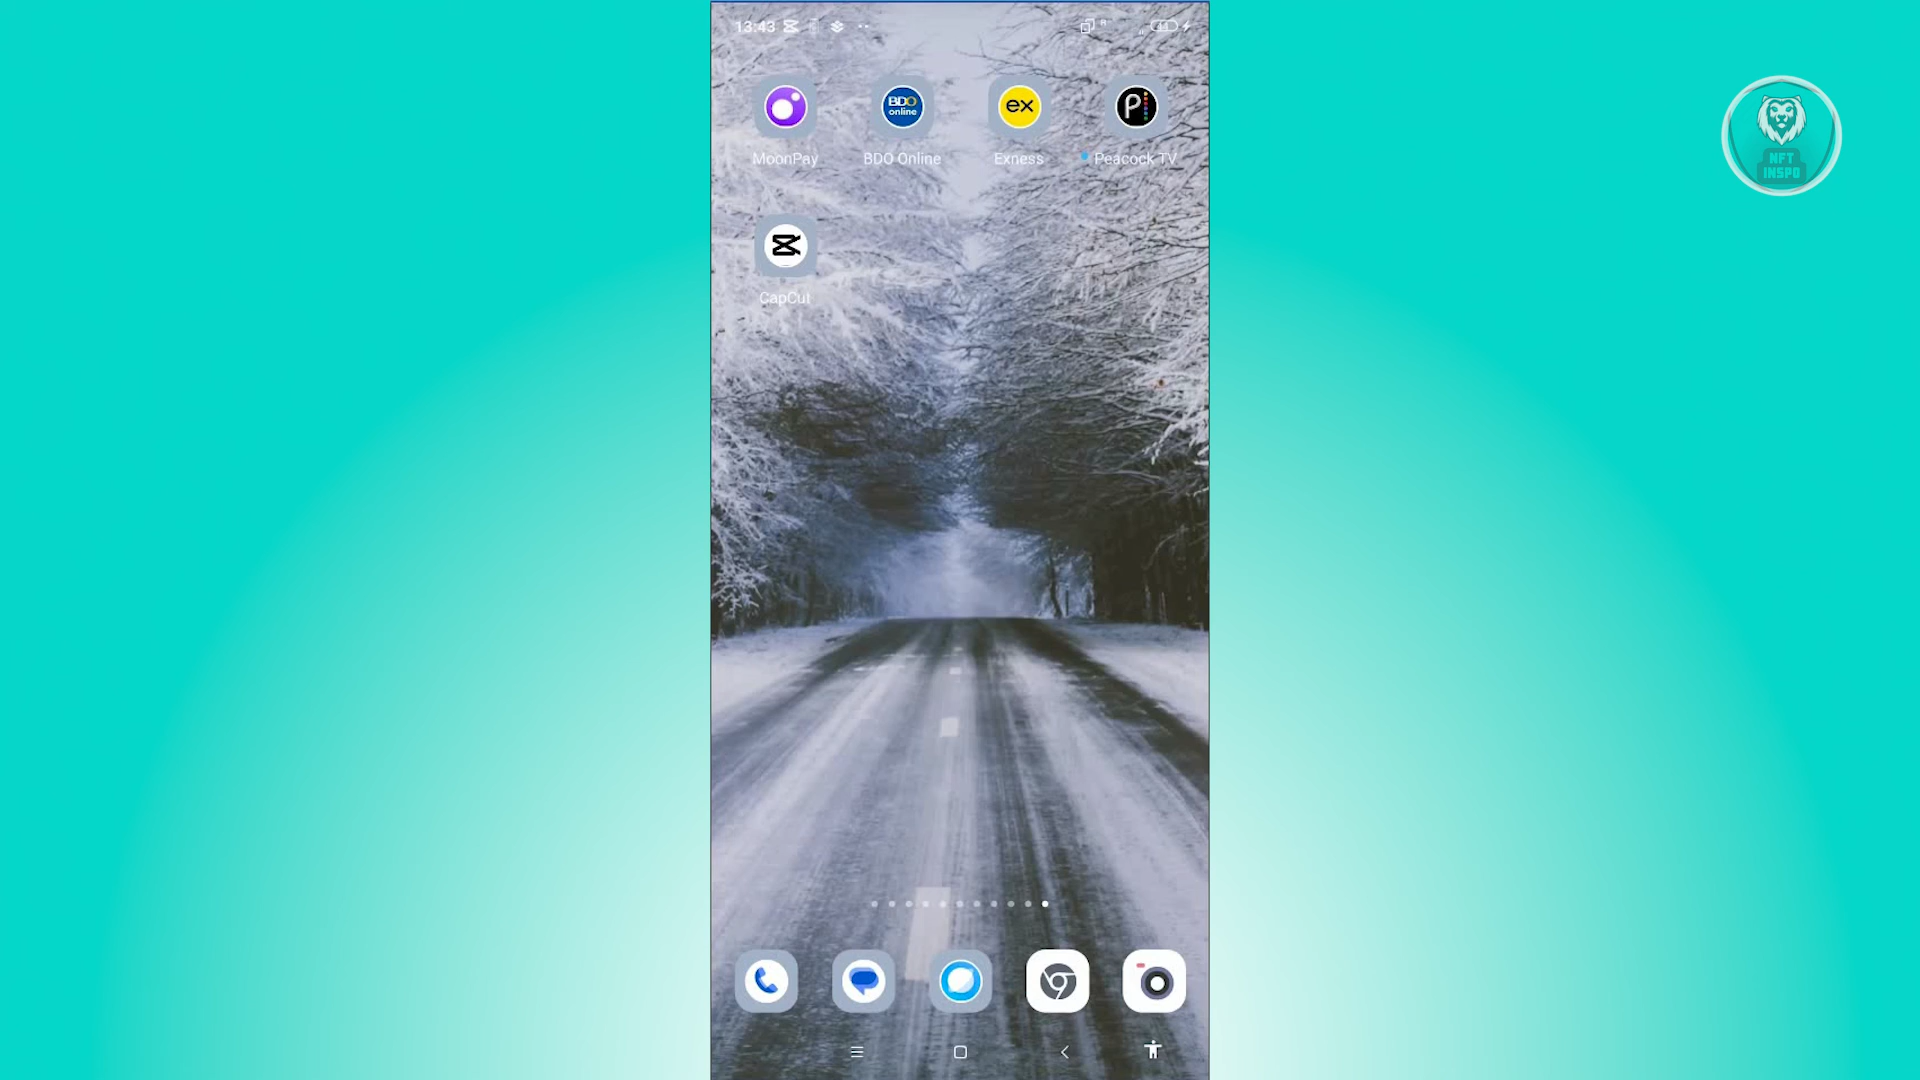 13:43
NFT
INSPO
BDO
online
ex
P
MoonPay
BDO Online
Exness
Peacock TV
CapCut